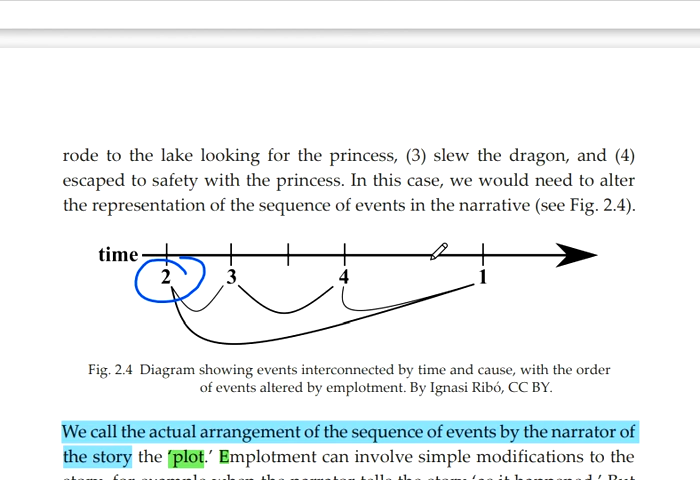 rode to the lake looking for the princess, (3) slew the dragon, and (4)
escaped to safety with the princess. In this case, we would need to alter
the representation of the sequence of events in the narrative (see Fig. 2.4).
time
2 3 4 1
Fig. 2.4 Diagram showing events interconnected by time and cause, with the order
of events altered by emplotment. By Ignasi Ribó, CC BY.
We call the actual arrangement of the sequence of events by the narrator of
the story the ‘plot.’ Emplotment can involve simple modifications to the